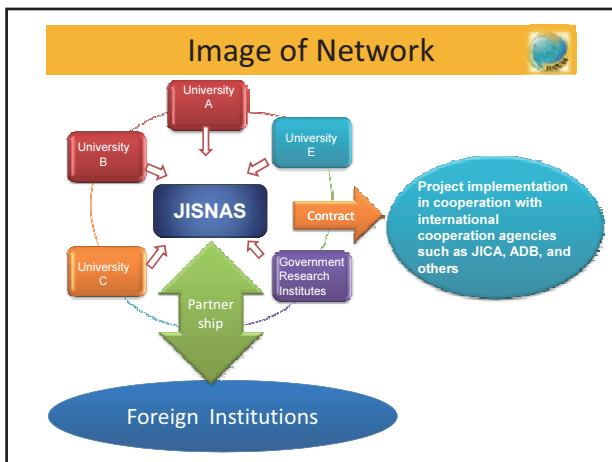 Image of Network
University
A
University
B
University
E
JISNAS
Contract
Project implementation
in cooperation with
international
cooperation agencies
such as JICA, ADB, and
others
University
C
Government
Research
Institutes
Partner
ship
Foreign Institutions